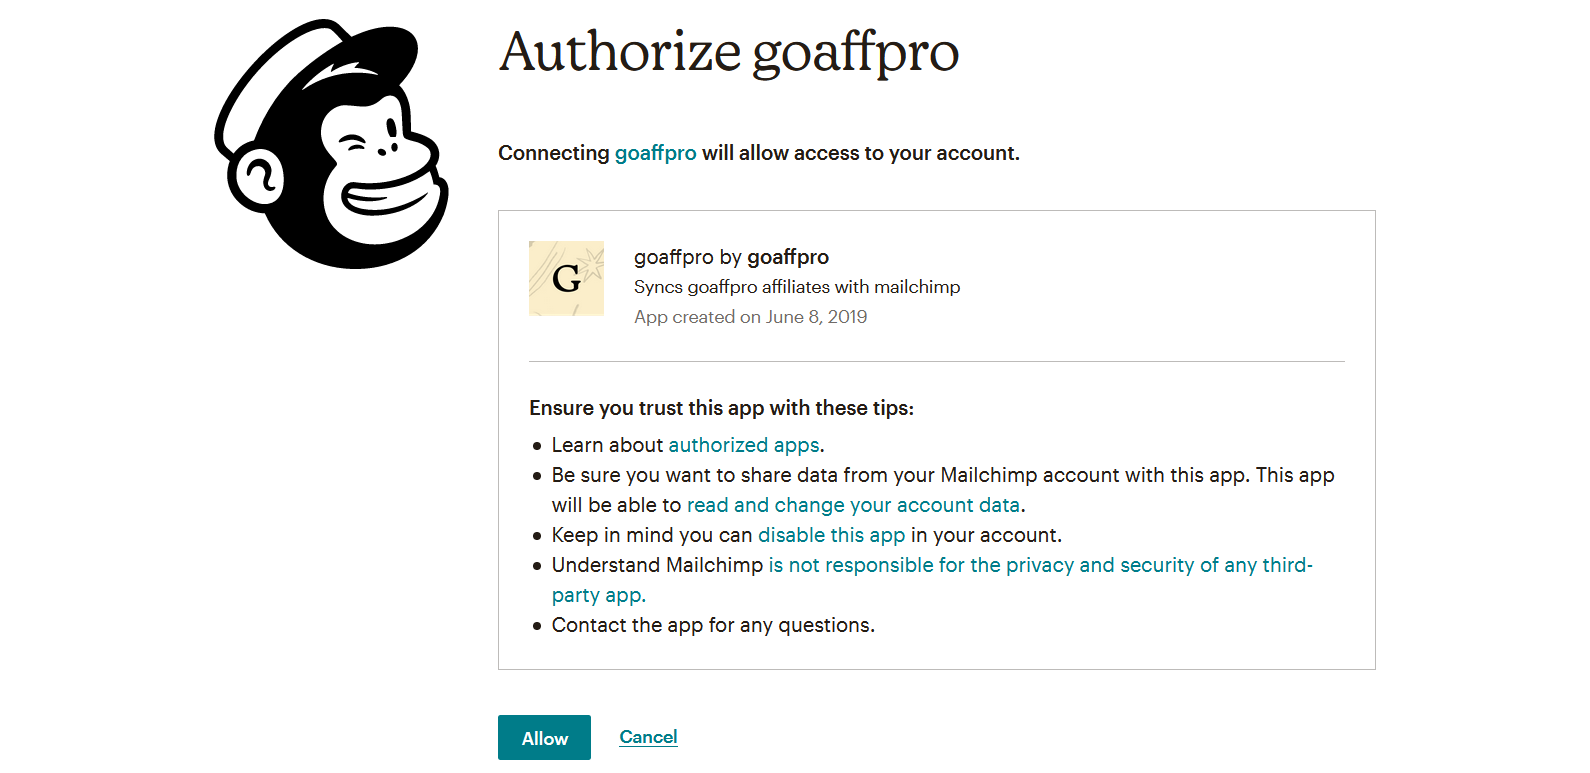 Authorize goaffpro
Connecting goaffpro will allow access to your account.
G
goaffpro by goaffpro
Syncs goaffpro affiliates with mailchimp
App created on June 8, 2019
Ensure you trust this app with these tips:
• Learn about authorized apps.
• Be sure you want to share data from your Mailchimp account with this app. This app
will be able to read and change your account data.
• Keep in mind you can disable this app in your account.
• Understand Mailchimp is not responsible for the privacy and security of any third-
party app.
• Contact the app for any questions.
Allow Cancel